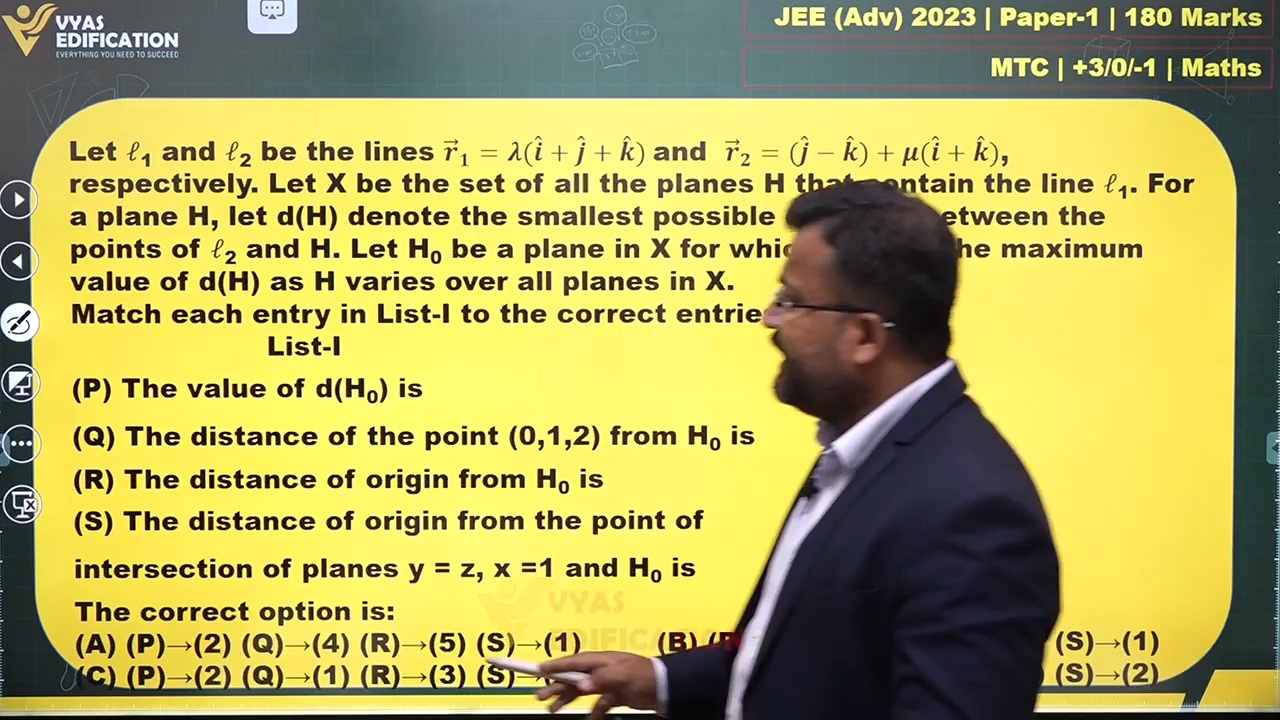 VYAS
EDIFICATION
EVERYTHING YOU NEED TO SUCCEED
JEE (Adv) 2023 | Paper-1 | 180 Marks
MTC | +3/0/-1 | Maths
Let ℓ₁ and ℓ₂ be the lines r⃗₁ = λ(î + ĵ + k̂) and r⃗₂ = (ĵ − k̂) + μ(î + k̂),
respectively. Let X be the set of all the planes H that contain the line ℓ₁. For
a plane H, let d(H) denote the smallest possible between the
points of ℓ₂ and H. Let H₀ be a plane in X for the maximum
value of d(H) as H varies over all planes in X.
Match each entry in List-I to the correct
List-I
(P) The value of d(H₀) is
(Q) The distance of the point (0,1,2) from H₀ is
(R) The distance of origin from H₀ is
(S) The distance of origin from the point of
intersection of planes y = z, x =1 and H₀ is
VYAS
EDIFICATION
The correct option is:
(A) (P)→(2) (Q)→(4) (R)→(5) (S)→(1) (B) (S)→(1)
(C) (P)→(2) (Q)→(1) (R)→(3) (S)→ (S)→(2)